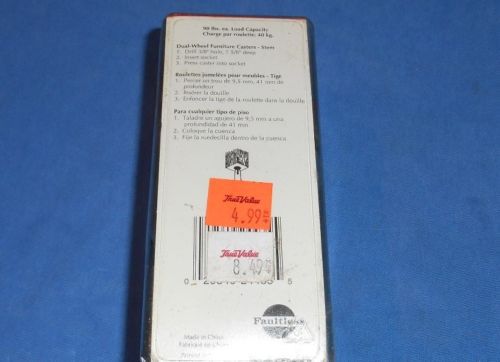 90 lbs. ea. Load Capacity
Charge par roulette: 40 kg.
Dual-Wheel Furniture Casters - Stem
1. Drill 3/8" hole, 1 5/8" deep
2. Insert socket
3. Press caster into socket
Roulettes jumelées pour meubles - Tige
1. Percer un trou de 9,5 mm, 41 mm de
profondeur
2. Insérer la douille
3. Enfoncer la tige de la roulette dans la douille
Para cualquier tipo de piso
1. Taladre un agujero de 9,5 mm a una
profundidad de 41 mm
2. Coloque la cuenca
3. Fije la ruedecilla dentro de la cuenca
True Value
4.99
True Value
8.49
0
5
Faultless
Made in China
Fabriqué
Printed